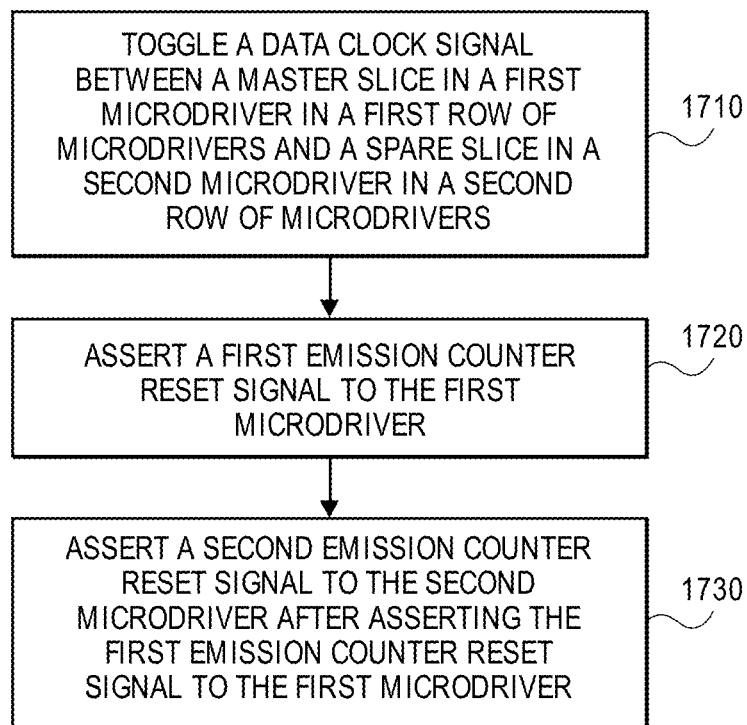 TOGGLE A DATA CLOCK SIGNAL
BETWEEN A MASTER SLICE IN A FIRST
MICRODRIVER IN A FIRST ROW OF
MICRODRIVERS AND A SPARE SLICE IN A
SECOND MICRODRIVER IN A SECOND
ROW OF MICRODRIVERS
1710
ASSERT A FIRST EMISSION COUNTER
RESET SIGNAL TO THE FIRST
MICRODRIVER
1720
ASSERT A SECOND EMISSION COUNTER
RESET SIGNAL TO THE SECOND
MICRODRIVER AFTER ASSERTING THE
FIRST EMISSION COUNTER RESET
SIGNAL TO THE FIRST MICRODRIVER
1730